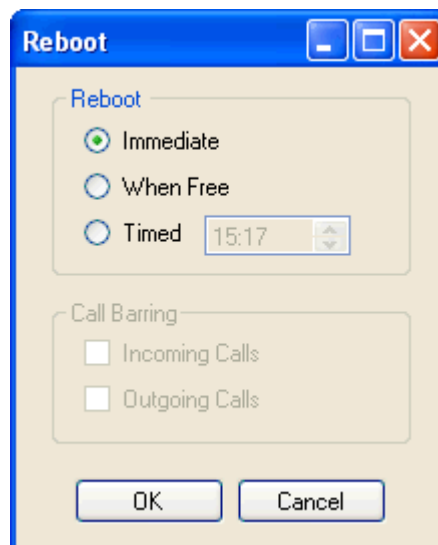 Reboot
Reboot
Immediate
When Free
Timed 15:17
Call Barring
Incoming Calls
Outgoing Calls
OK Cancel